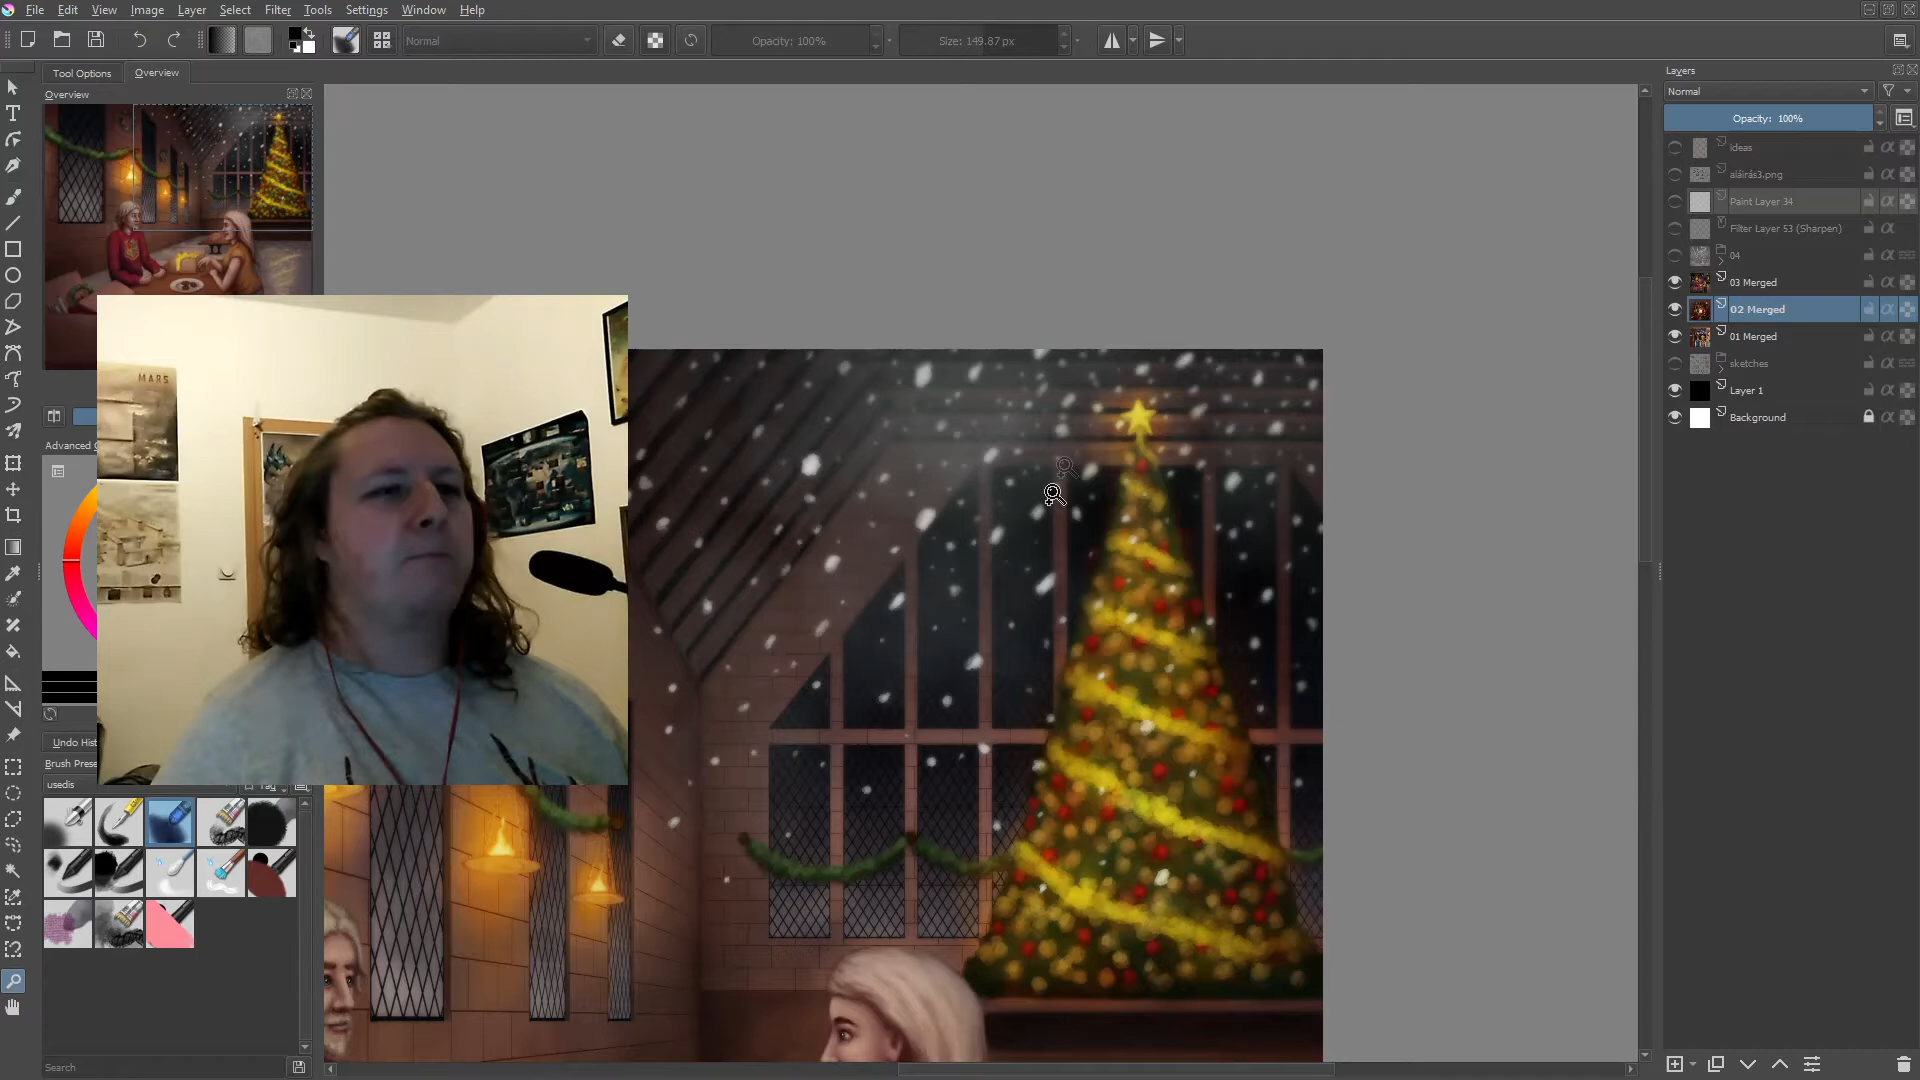 File Edit View Image Layer Select Filter Tools Settings Window Help
Normal
Opacity: 100%
Size: 149.87 px
Tool Options
Overview
Overview
Layers
Normal
Opacity: 100%
ideas
aláírás3.png
Paint Layer 34
Filter Layer 53 (Sharpen)
04
03 Merged
02 Merged
01 Merged
sketches
Layer 1
Background
MARS
Advanced
Undo Hist
Brush Prese
usedis
Tag
Search